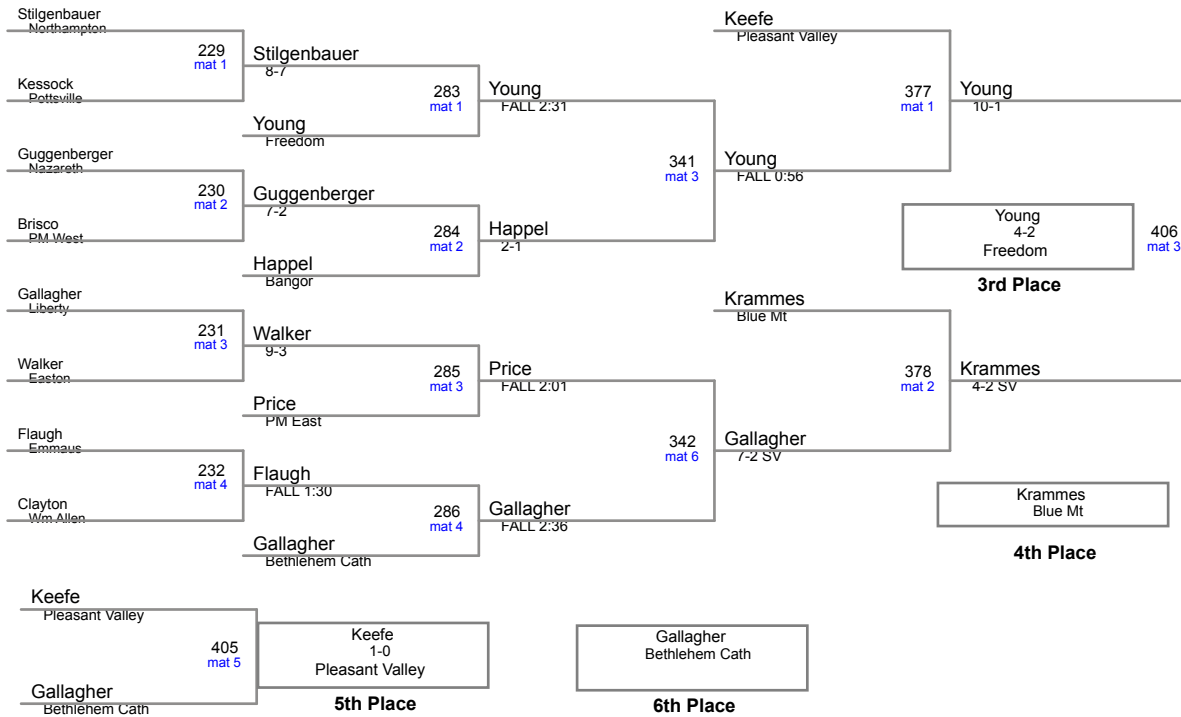 Stilgenbauer
Northampton
229
mat 1
Kessock
Pottsville
Stilgenbauer
8-7
283
mat 1
Young
Freedom
Young
FALL 2:31
Guggenberger
Nazareth
230
mat 2
Brisco
PM West
Guggenberger
7-2
284
mat 2
Happel
Bangor
Happel
2-1
341
mat 3
Young
FALL 0:56
Keefe
Pleasant Valley
377
mat 1
Young
10-1
Young
4-2
Freedom
406
mat 3
3rd Place
Gallagher
Liberty
231
mat 3
Walker
Easton
Walker
9-3
285
mat 3
Price
PM East
Price
FALL 2:01
Flaugh
Emmaus
232
mat 4
Clayton
Wm Allen
Flaugh
FALL 1:30
286
mat 4
Gallagher
Bethlehem Cath
Gallagher
FALL 2:36
342
mat 6
Gallagher
7-2 SV
Krammes
Blue Mt
378
mat 2
Krammes
4-2 SV
Krammes
Blue Mt
4th Place
Keefe
Pleasant Valley
405
mat 5
Gallagher
Bethlehem Cath
Keefe
1-0
Pleasant Valley
5th Place
Gallagher
Bethlehem Cath
6th Place